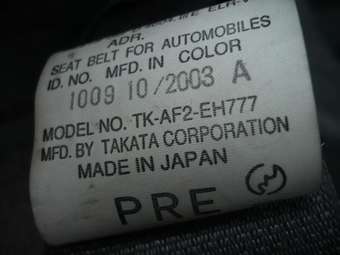 ADR.
SEAT BELT FOR AUTOMOBILES
ID. NO. MFD. IN COLOR
1009 10/2003 A
MODEL NO. TK-AF2-EH777
MFD. BY TAKATA CORPORATION
MADE IN JAPAN
PRE